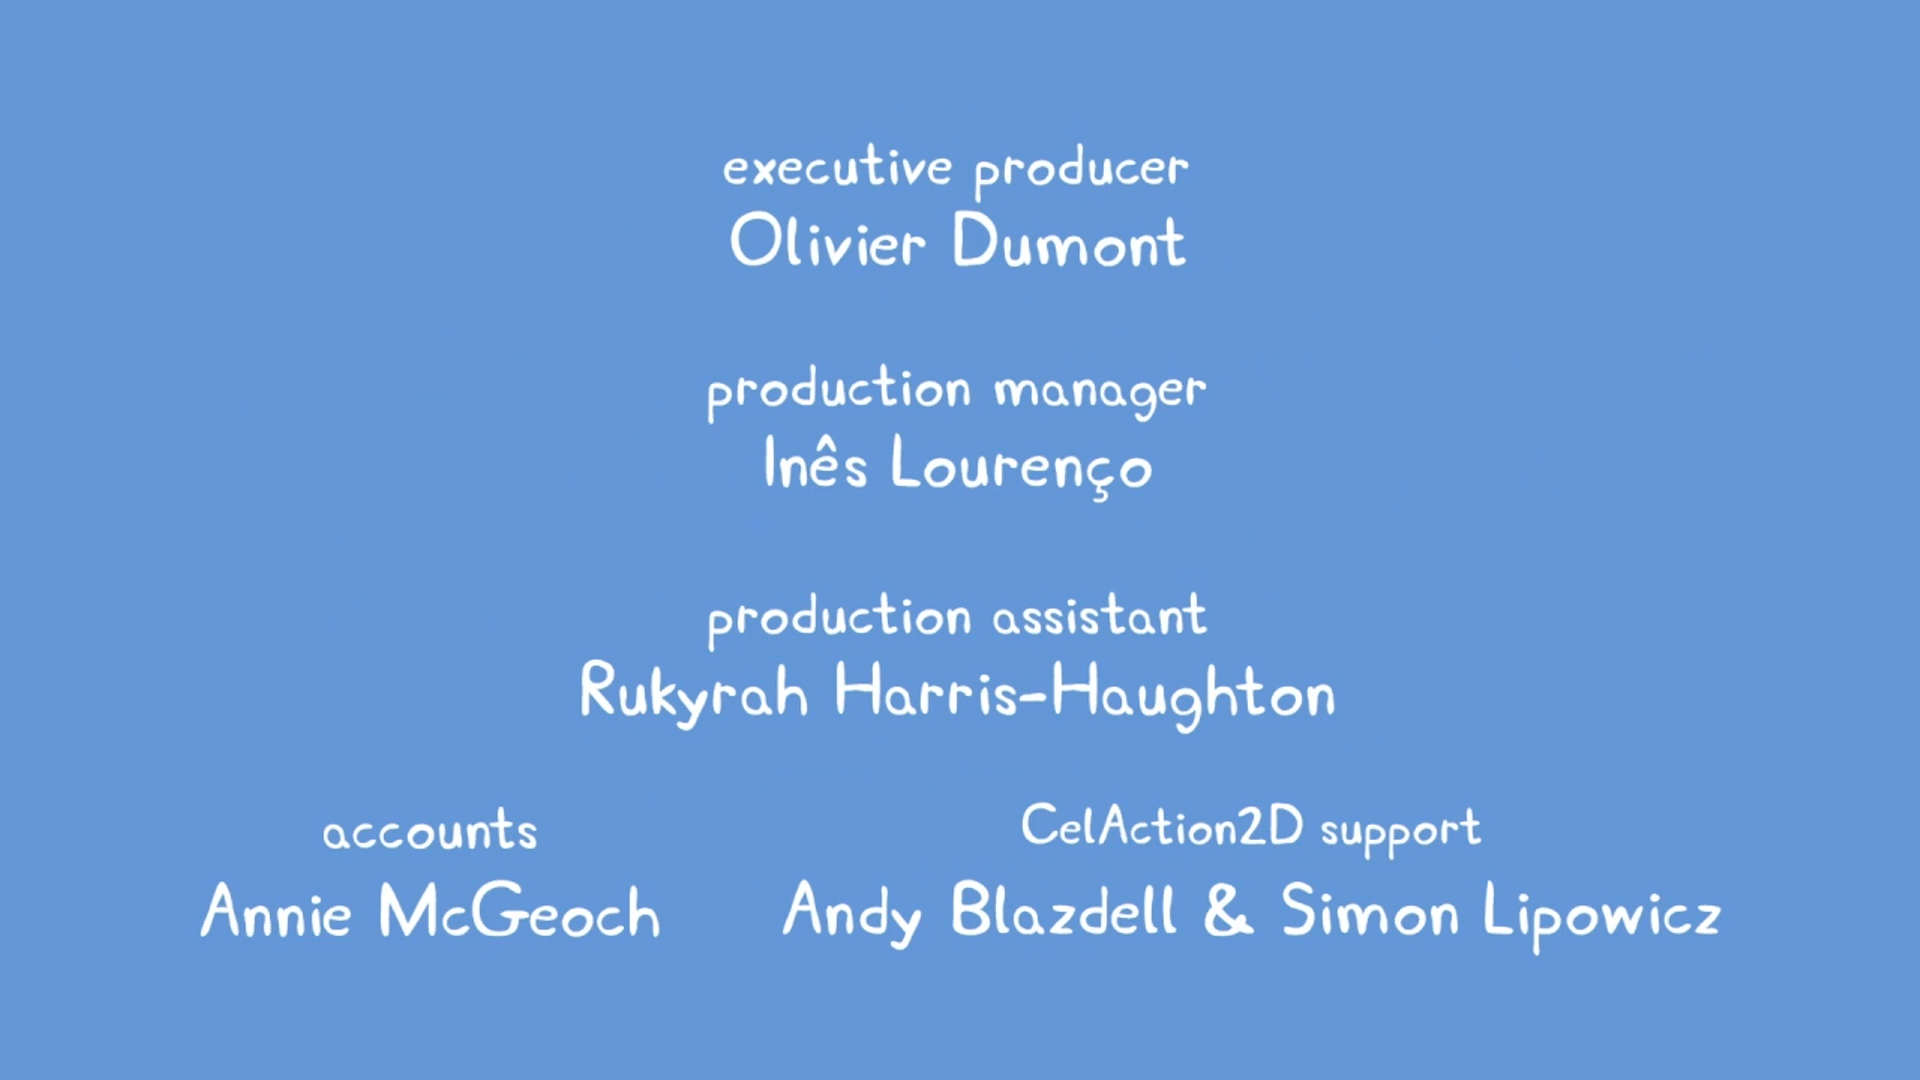 executive producer
Olivier Dumont
production manager
Inês Lourenço
production assistant
Rukyrah Harris-Haughton
accounts
Annie McGeoch
CelAction2D support
Andy Blazdell & Simon Lipowicz